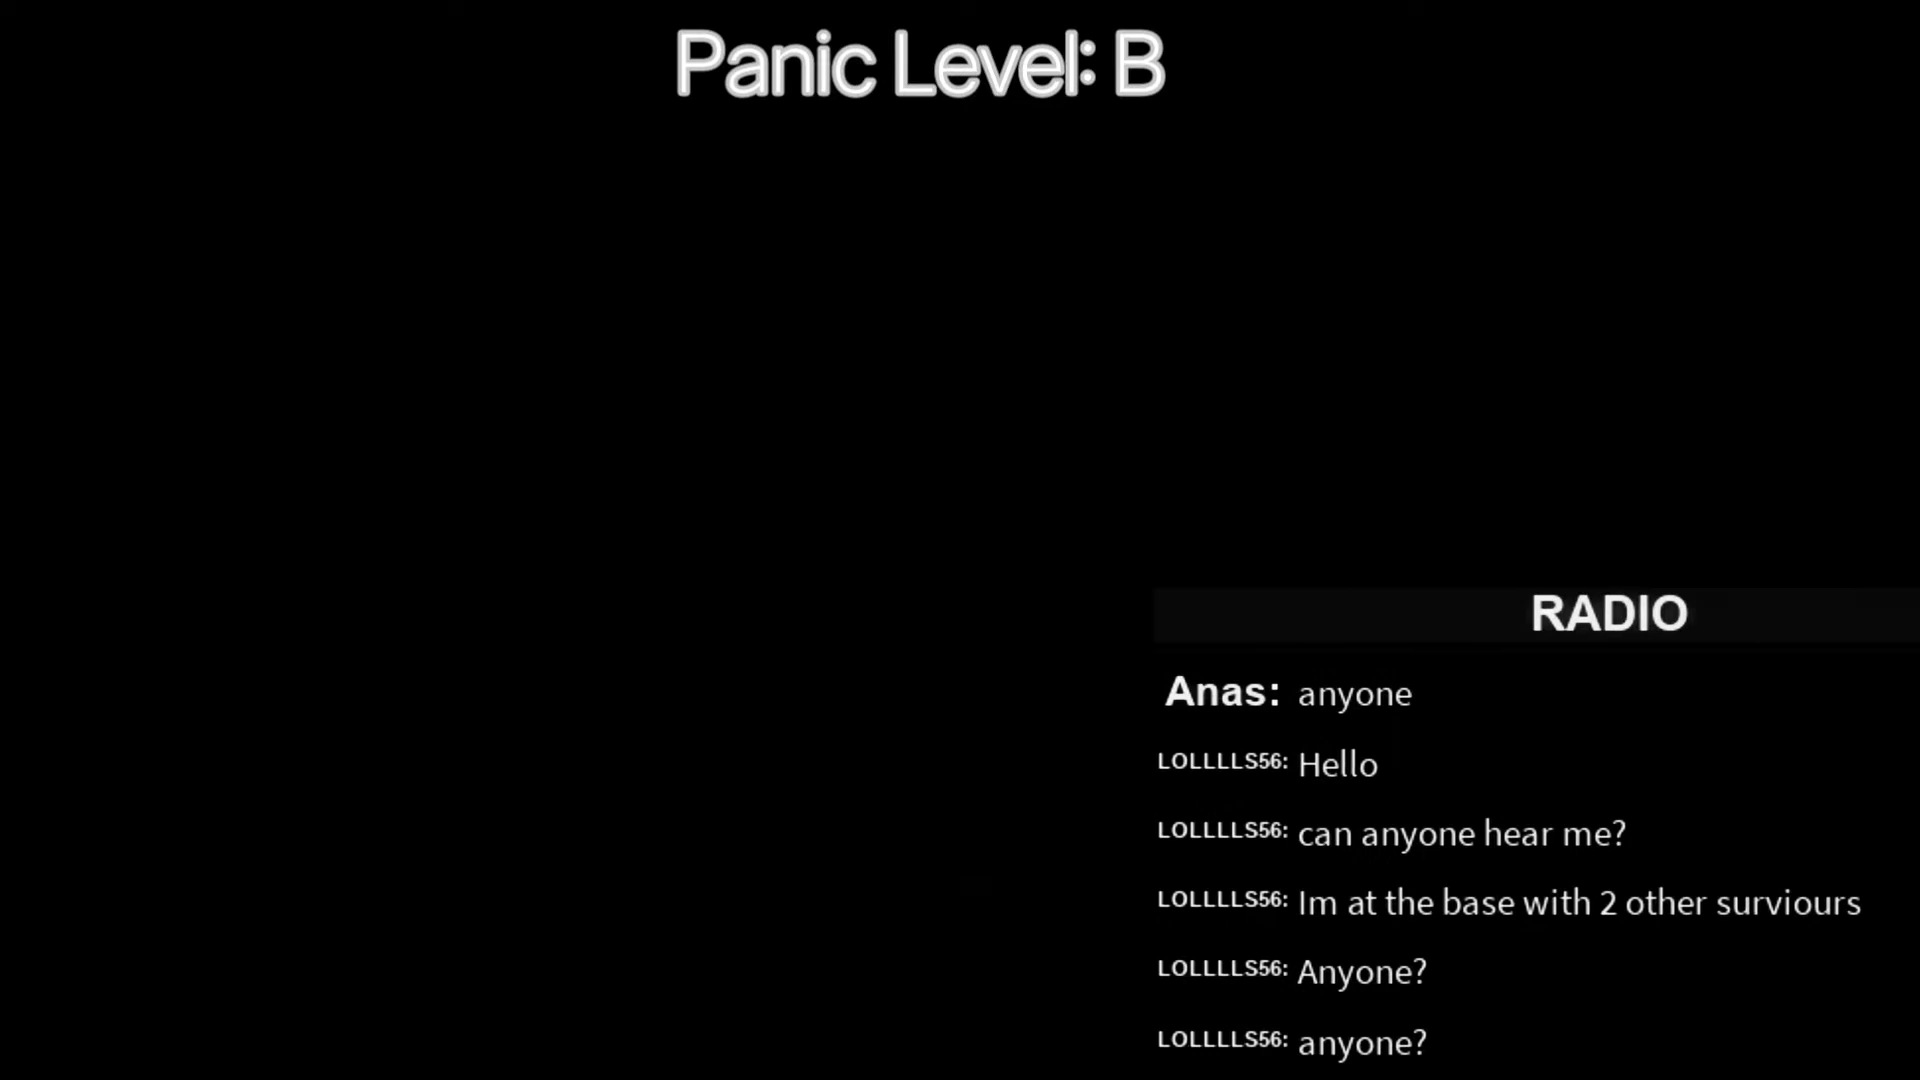 Panic Level: B
RADIO
Anas: anyone
LOLLLLS56: Hello
LOLLLLS56: can anyone hear me?
LOLLLLS56: Im at the base with 2 other surviours
LOLLLLS56: Anyone?
LOLLLLS56: anyone?